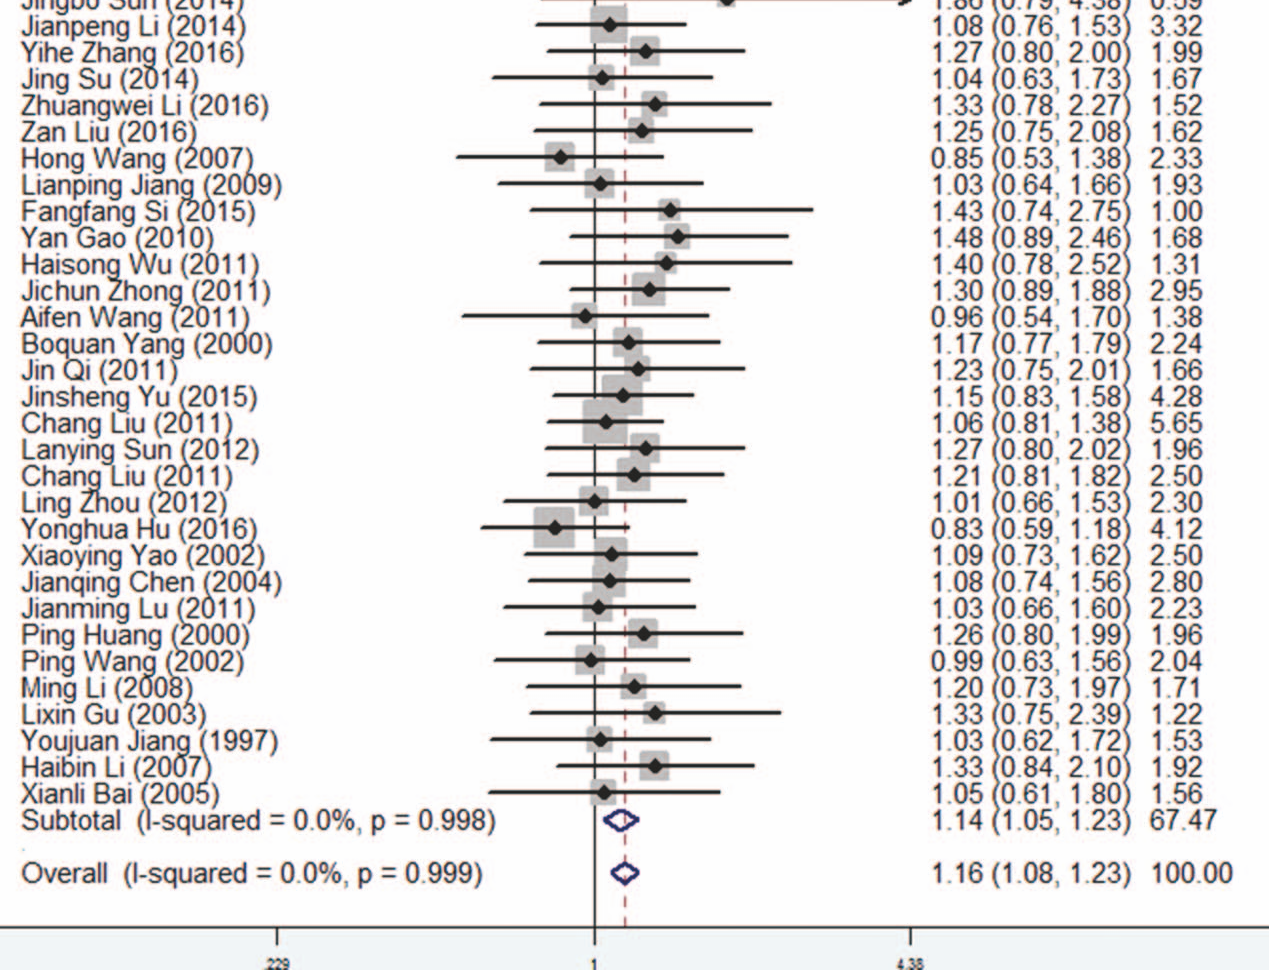 Jingbo Sun (2014) 1.86 (0.79, 4.38) 0.59
Jianpeng Li (2014) 1.08 (0.76, 1.53) 3.32
Yihe Zhang (2016) 1.27 (0.80, 2.00) 1.99
Jing Su (2014) 1.04 (0.63, 1.73) 1.67
Zhuangwei Li (2016) 1.33 (0.78, 2.27) 1.52
Zan Liu (2016) 1.25 (0.75, 2.08) 1.62
Hong Wang (2007) 0.85 (0.53, 1.38) 2.33
Lianping Jiang (2009) 1.03 (0.64, 1.66) 1.93
Fangfang Si (2015) 1.43 (0.74, 2.75) 1.00
Yan Gao (2010) 1.48 (0.89, 2.46) 1.68
Haisong Wu (2011) 1.40 (0.78, 2.52) 1.31
Jichun Zhong (2011) 1.30 (0.89, 1.88) 2.95
Aifen Wang (2011) 0.96 (0.54, 1.70) 1.38
Boquan Yang (2000) 1.17 (0.77, 1.79) 2.24
Jin Qi (2011) 1.23 (0.75, 2.01) 1.66
Jinsheng Yu (2015) 1.15 (0.83, 1.58) 4.28
Chang Liu (2011) 1.06 (0.81, 1.38) 5.65
Lanying Sun (2012) 1.27 (0.80, 2.02) 1.96
Chang Liu (2011) 1.21 (0.81, 1.82) 2.50
Ling Zhou (2012) 1.01 (0.66, 1.53) 2.30
Yonghua Hu (2016) 0.83 (0.59, 1.18) 4.12
Xiaoying Yao (2002) 1.09 (0.73, 1.62) 2.50
Jianqing Chen (2004) 1.08 (0.74, 1.56) 2.80
Jianming Lu (2011) 1.03 (0.66, 1.60) 2.23
Ping Huang (2000) 1.26 (0.80, 1.99) 1.96
Ping Wang (2002) 0.99 (0.63, 1.56) 2.04
Ming Li (2008) 1.20 (0.73, 1.97) 1.71
Lixin Gu (2003) 1.33 (0.75, 2.39) 1.22
Youjuan Jiang (1997) 1.03 (0.62, 1.72) 1.53
Haibin Li (2007) 1.33 (0.84, 2.10) 1.92
Xianli Bai (2005) 1.05 (0.61, 1.80) 1.56
Subtotal (I-squared = 0.0%, p = 0.998) 1.14 (1.05, 1.23) 67.47
.
Overall (I-squared = 0.0%, p = 0.999) 1.16 (1.08, 1.23) 100.00
.229 1 4.38